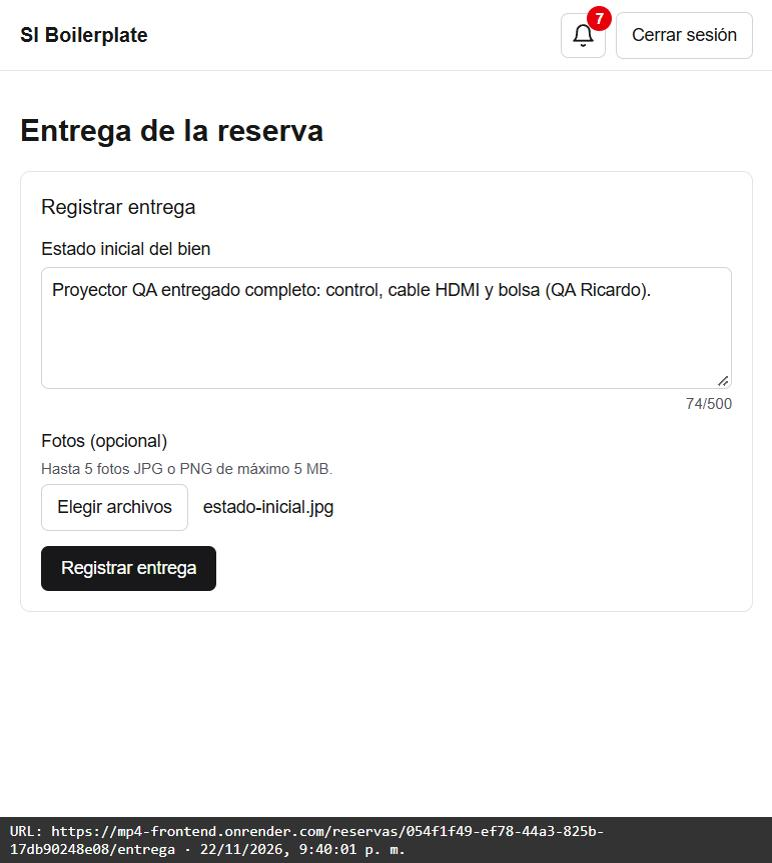 SI Boilerplate
7
Cerrar sesión
Entrega de la reserva
Registrar entrega
Estado inicial del bien
Proyector QA entregado completo: control, cable HDMI y bolsa (QA Ricardo).
74/500
Fotos (opcional)
Hasta 5 fotos JPG o PNG de máximo 5 MB.
Elegir archivos estado-inicial.jpg
Registrar entrega
URL: https://mp4-frontend.onrender.com/reservas/054f1f49-ef78-44a3-825b-
17db90248e08/entrega · 22/11/2026, 9:40:01 p. m.